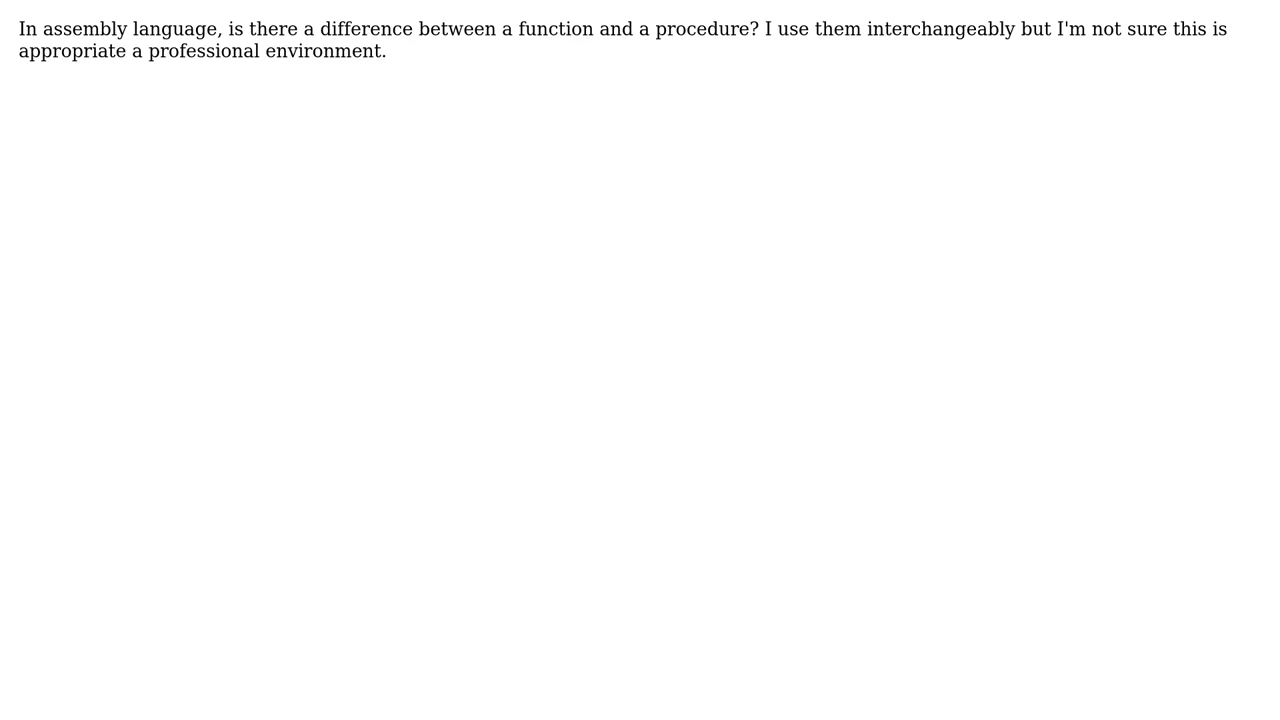 In assembly language, is there a difference between a function and a procedure? I use them interchangeably but I'm not sure this is
appropriate a professional environment.